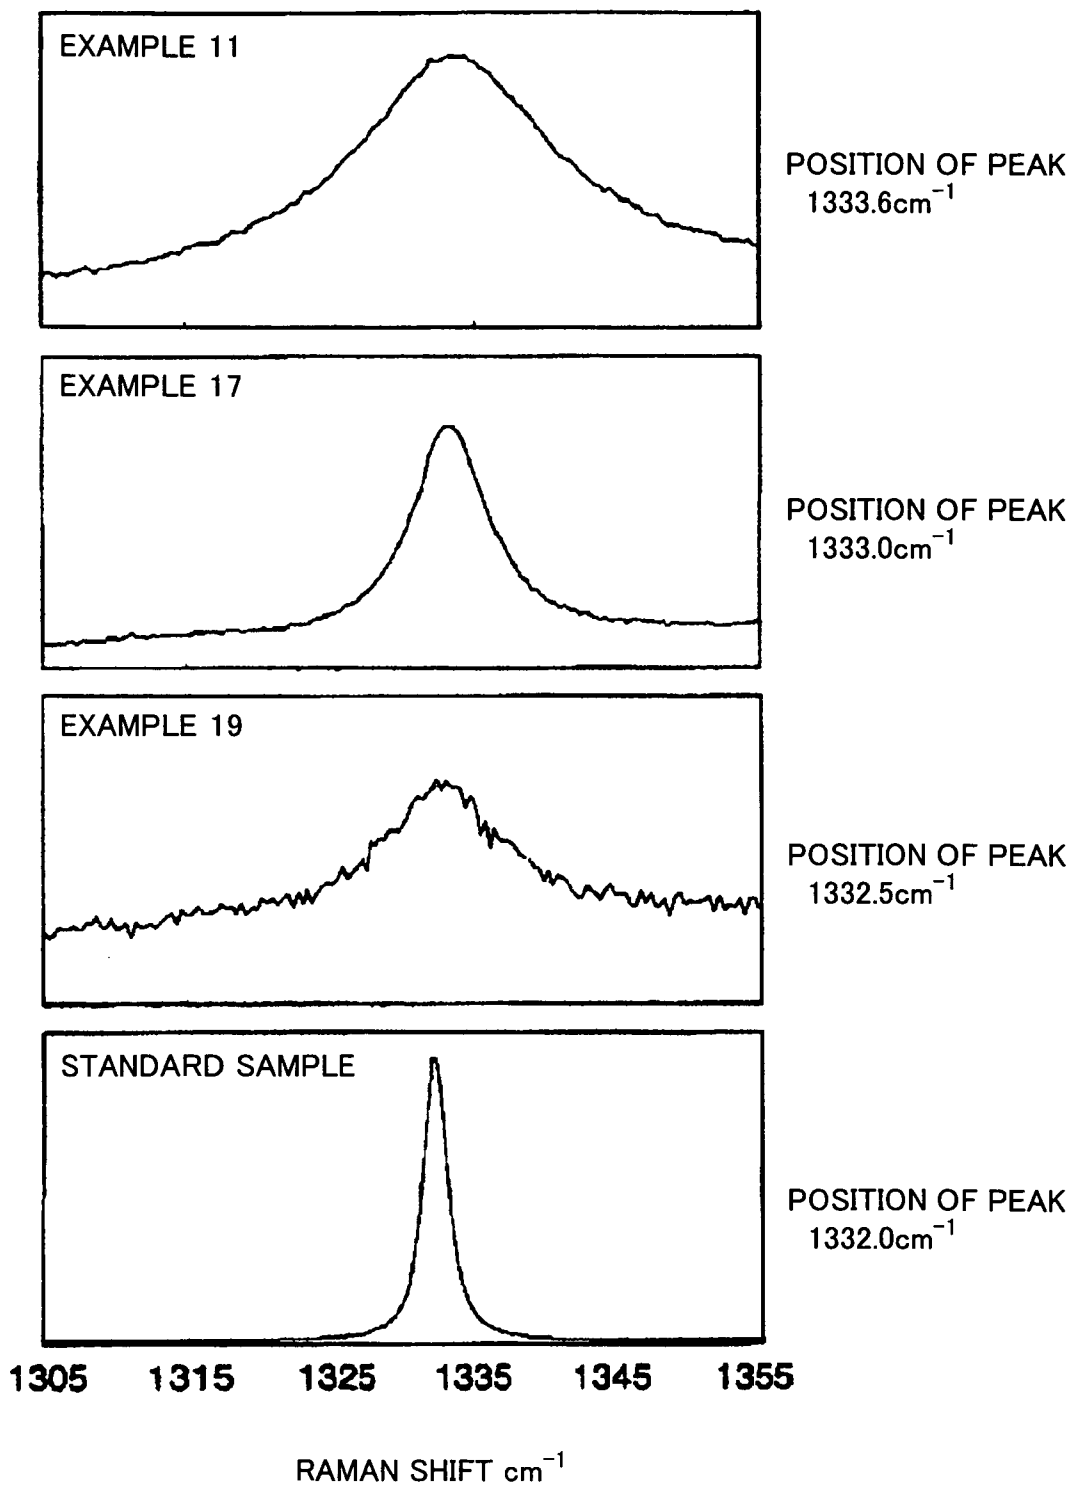 EXAMPLE 11
POSITION OF PEAK
1333.6cm⁻¹
EXAMPLE 17
POSITION OF PEAK
1333.0cm⁻¹
EXAMPLE 19
POSITION OF PEAK
1332.5cm⁻¹
STANDARD SAMPLE
POSITION OF PEAK
1332.0cm⁻¹
1305 1315 1325 1335 1345 1355
RAMAN SHIFT cm⁻¹